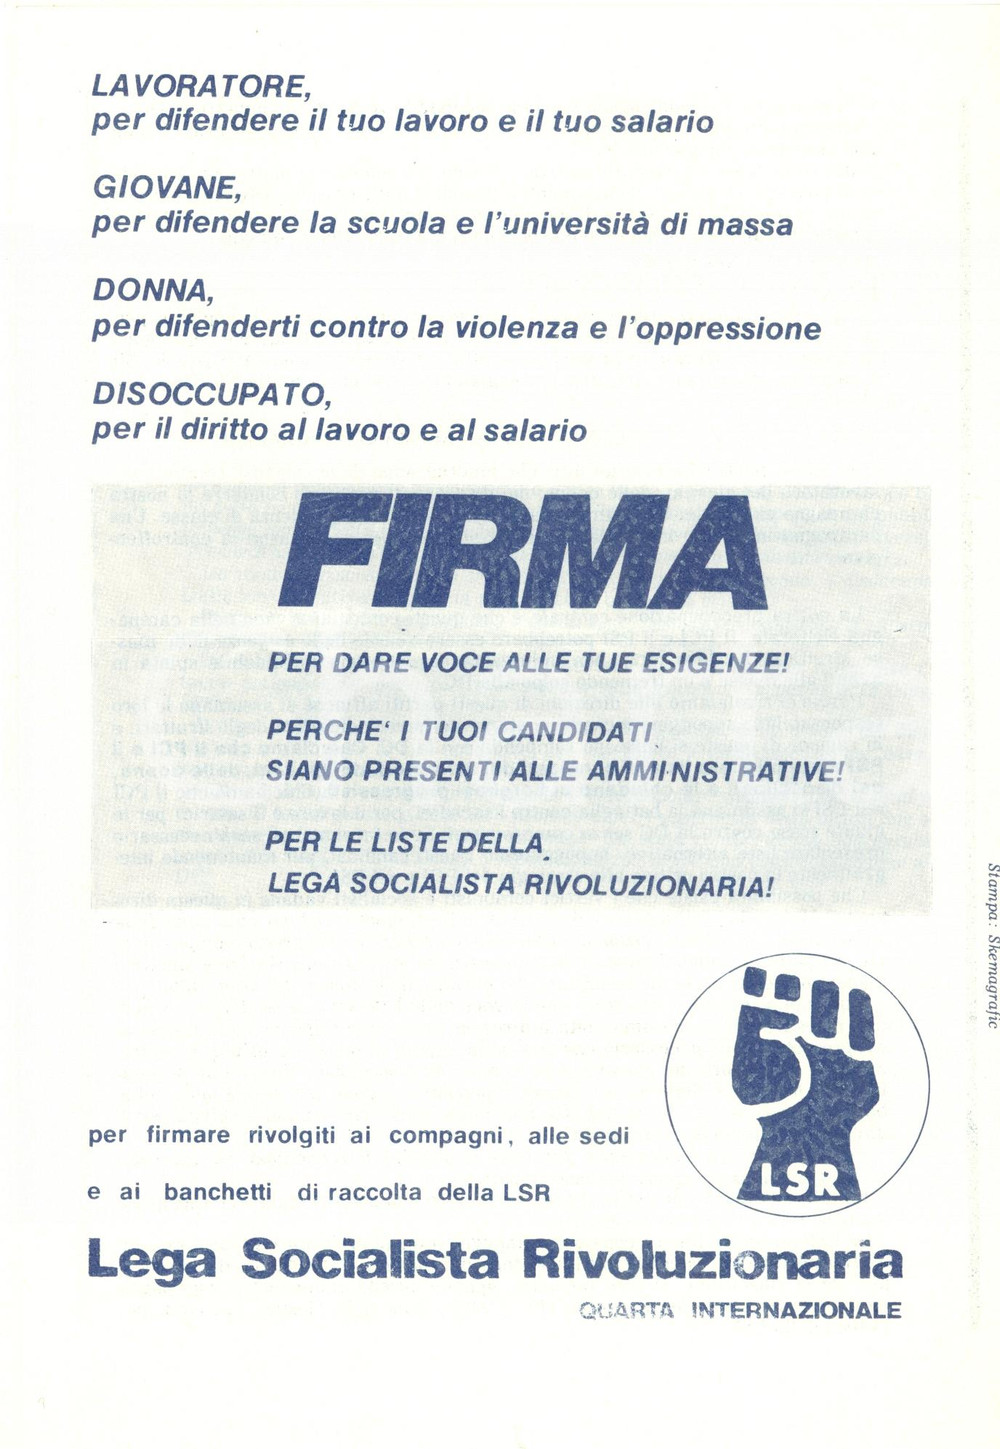 LAVORATORE,
per difendere il tuo lavoro e il tuo salario
GIOVANE,
per difendere la scuola e l'università di massa
DONNA,
per difenderti contro la violenza e l'oppressione
DISOCCUPATO,
per il diritto al lavoro e al salario
FIRMA
PER DARE VOCE ALLE TUE ESIGENZE!
PERCHE' I TUOI CANDIDATI
SIANO PRESENTI ALLE AMMINISTRATIVE!
PER LE LISTE DELLA
LEGA SOCIALISTA RIVOLUZIONARIA!
Stampa: Skemagrafic
LSR
per firmare rivolgiti ai compagni, alle sedi
e ai banchetti di raccolta della LSR
Lega Socialista Rivoluzionaria
QUARTA INTERNAZIONALE